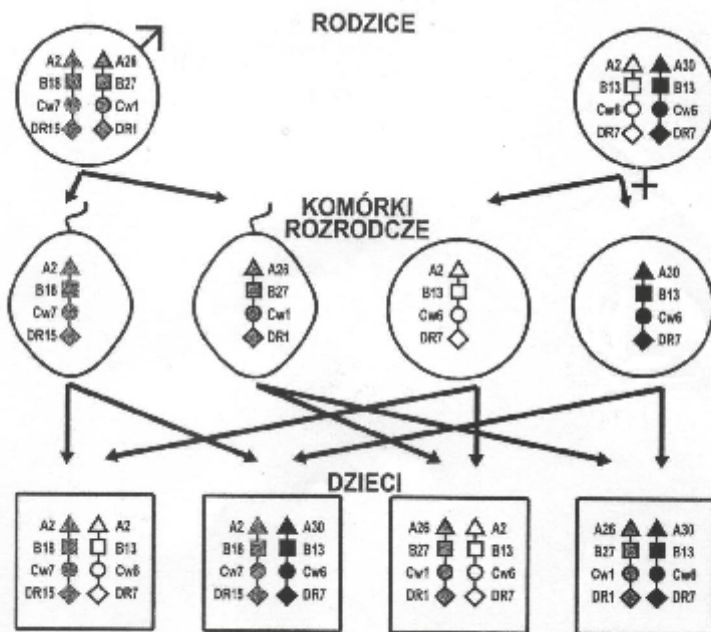 RODZICE
A2 A26
B18 B27
Cw7 Cw1
DR15 DR1
A2 A30
B13 B13
Cw6 Cw6
DR7 DR7
KOMÓRKI
ROZRODCZE
A2
B18
Cw7
DR15
A26
B27
Cw1
DR1
A2
B13
Cw6
DR7
A30
B13
Cw6
DR7
DZIECI
A2 A2
B18 B13
Cw7 Cw6
DR15 DR7
A2 A30
B18 B13
Cw7 Cw6
DR15 DR7
A26 A2
B27 B13
Cw1 Cw6
DR1 DR7
A26 A30
B27 B13
Cw1 Cw6
DR1 DR7